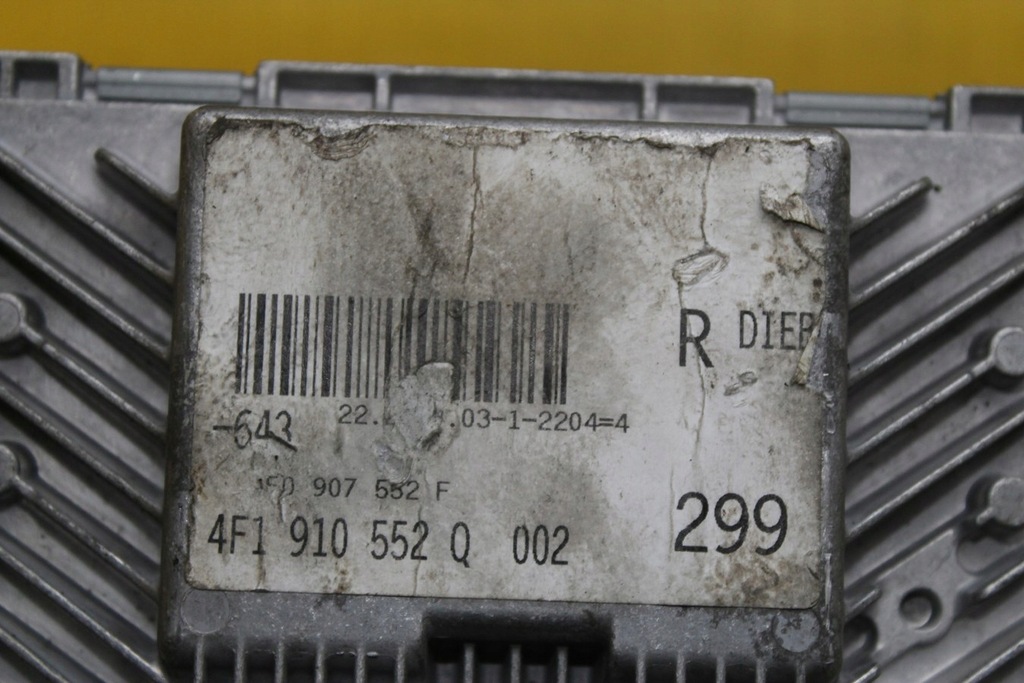 R DIEB
22. .03-1-2204=4
-643
907 552 F
4F1 910 552 Q 002
299